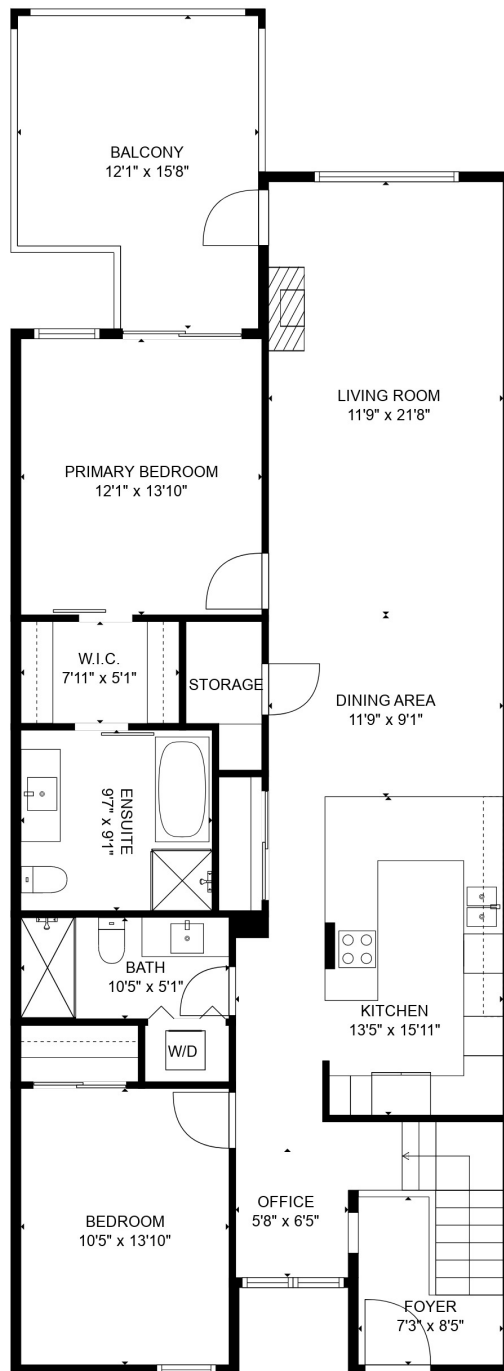 BALCONY
12'1" x 15'8"
LIVING ROOM
11'9" x 21'8"
PRIMARY BEDROOM
12'1" x 13'10"
W.I.C.
7'11" x 5'1"
STORAGE
DINING AREA
11'9" x 9'1"
ENSUITE
9'7" x 9'1"
BATH
10'5" x 5'1"
KITCHEN
13'5" x 15'11"
W/D
OFFICE
5'8" x 6'5"
BEDROOM
10'5" x 13'10"
FOYER
7'3" x 8'5"